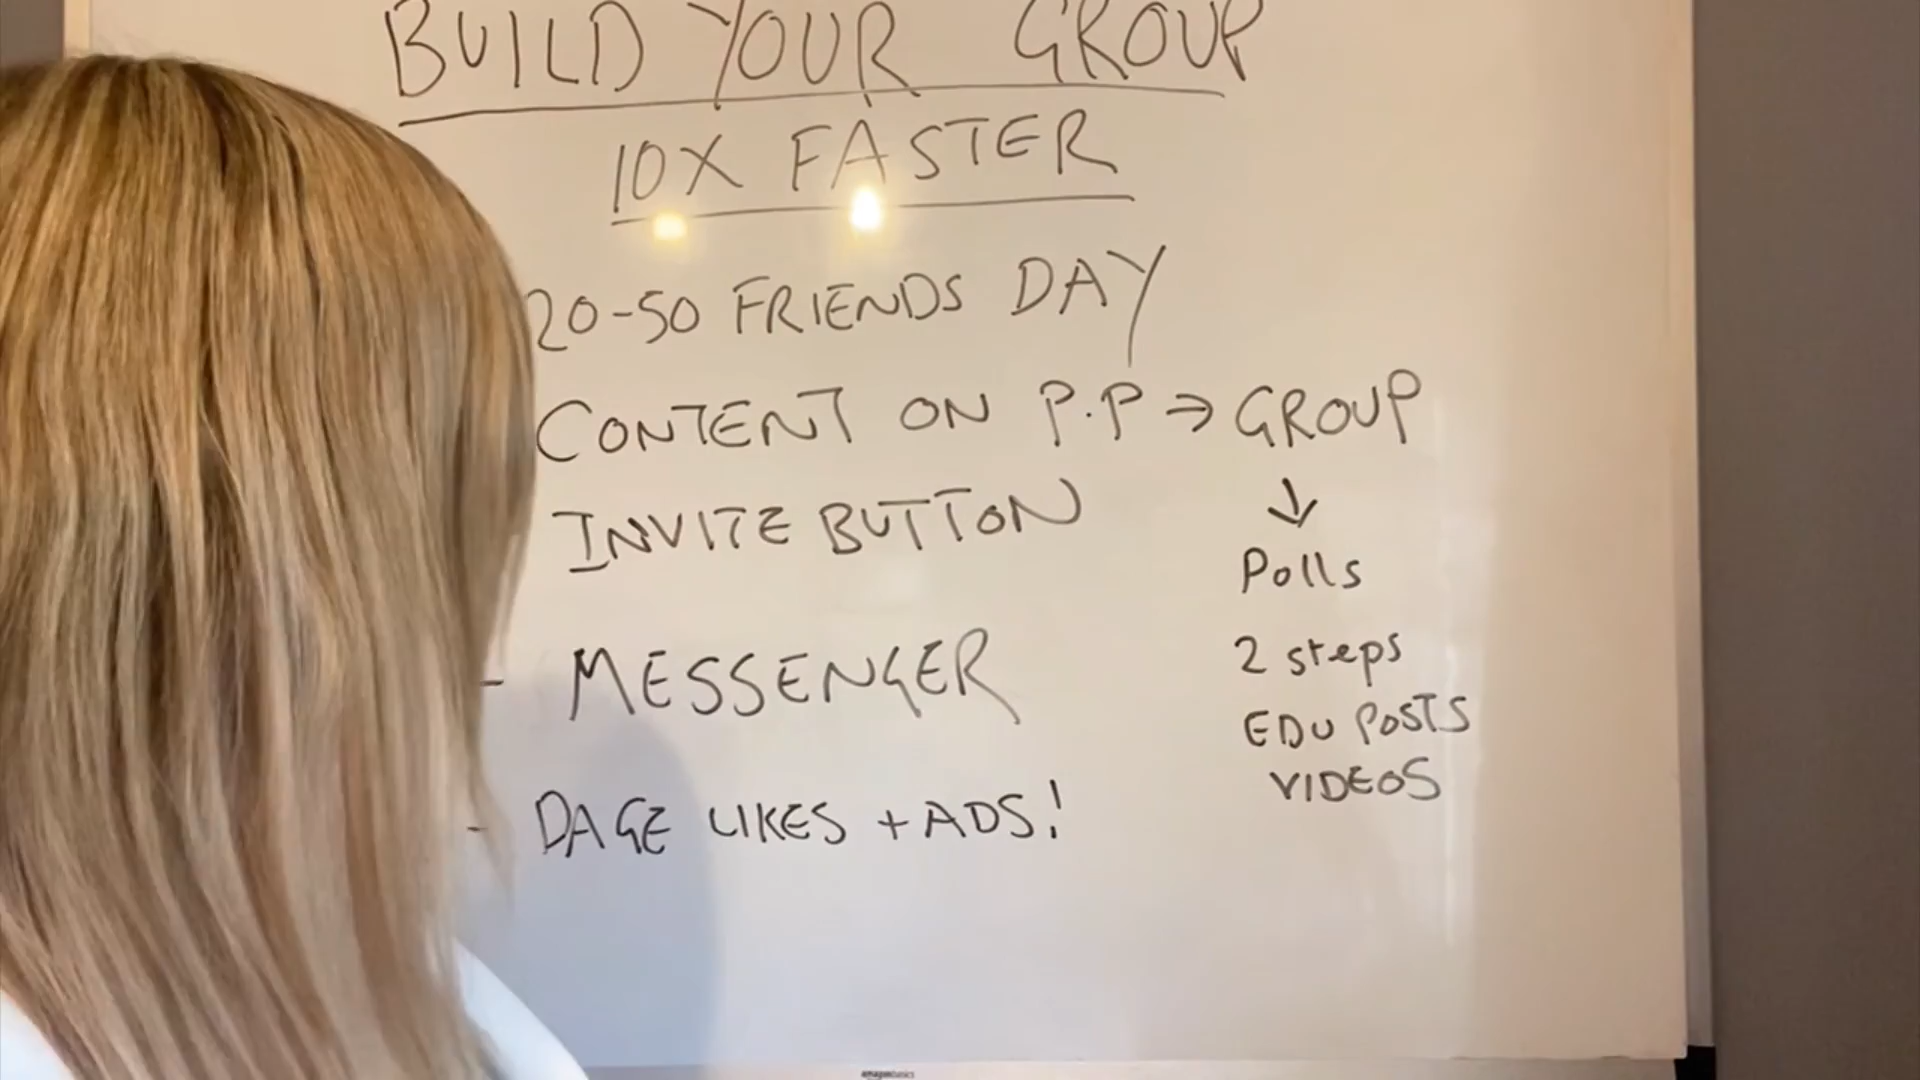 BUILD YOUR GROUP
10X FASTER
20-50 FRIENDS DAY
CONTENT ON P.P → GROUP
INVITE BUTTON
↓
Polls
2 steps
EDU POSTS
VIDEOS
- MESSENGER
- PAGE LIKES + ADS!
amazonbasics